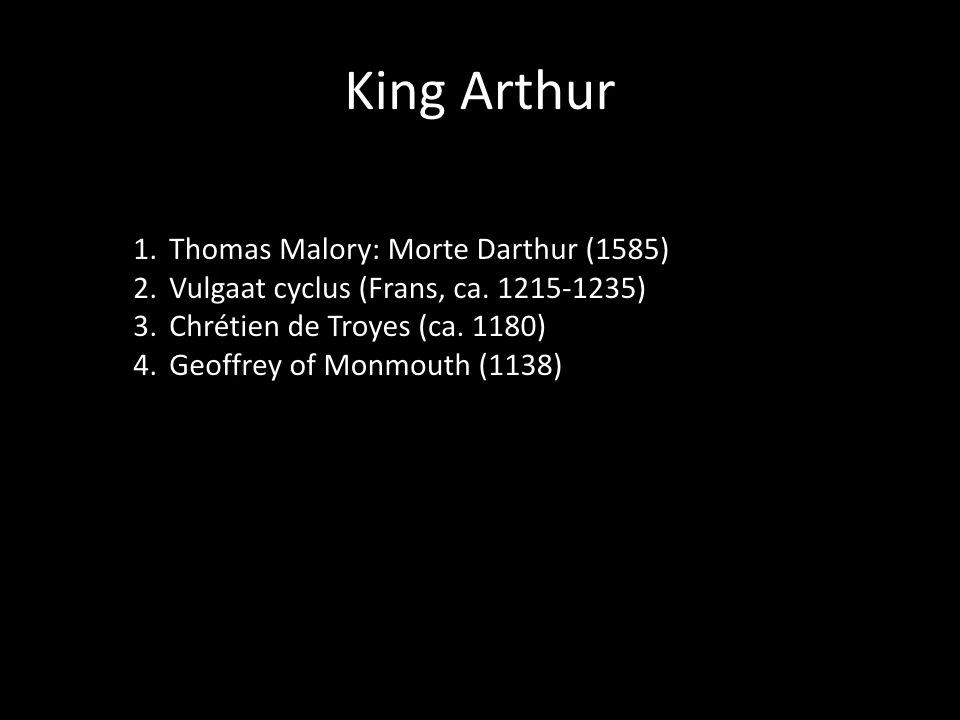 King Arthur
1. Thomas Malory: Morte Darthur (1585)
2. Vulgaat cyclus (Frans, ca. 1215-1235)
3. Chrétien de Troyes (ca. 1180)
4. Geoffrey of Monmouth (1138)